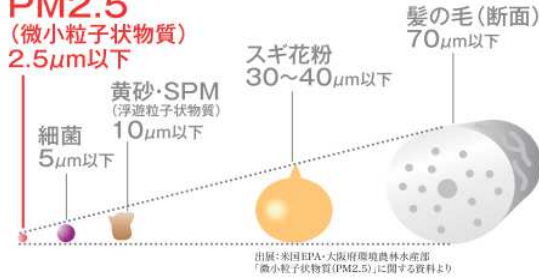 PM2.5
(微小粒子状物質)
2.5μm以下
細菌
5μm以下
黄砂・SPM
(浮遊粒子状物質)
10μm以下
スギ花粉
30〜40μm以下
髪の毛(断面)
70μm以下
出展:米国EPA・大阪府環境農林水産部
「微小粒子状物質(PM2.5)」に関する資料より